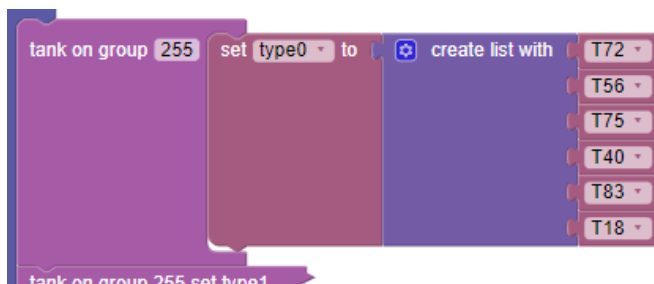 tank on group 255 set type0 to create list with T72
T56
T75
T40
T83
T18
tank on group 255 set type1